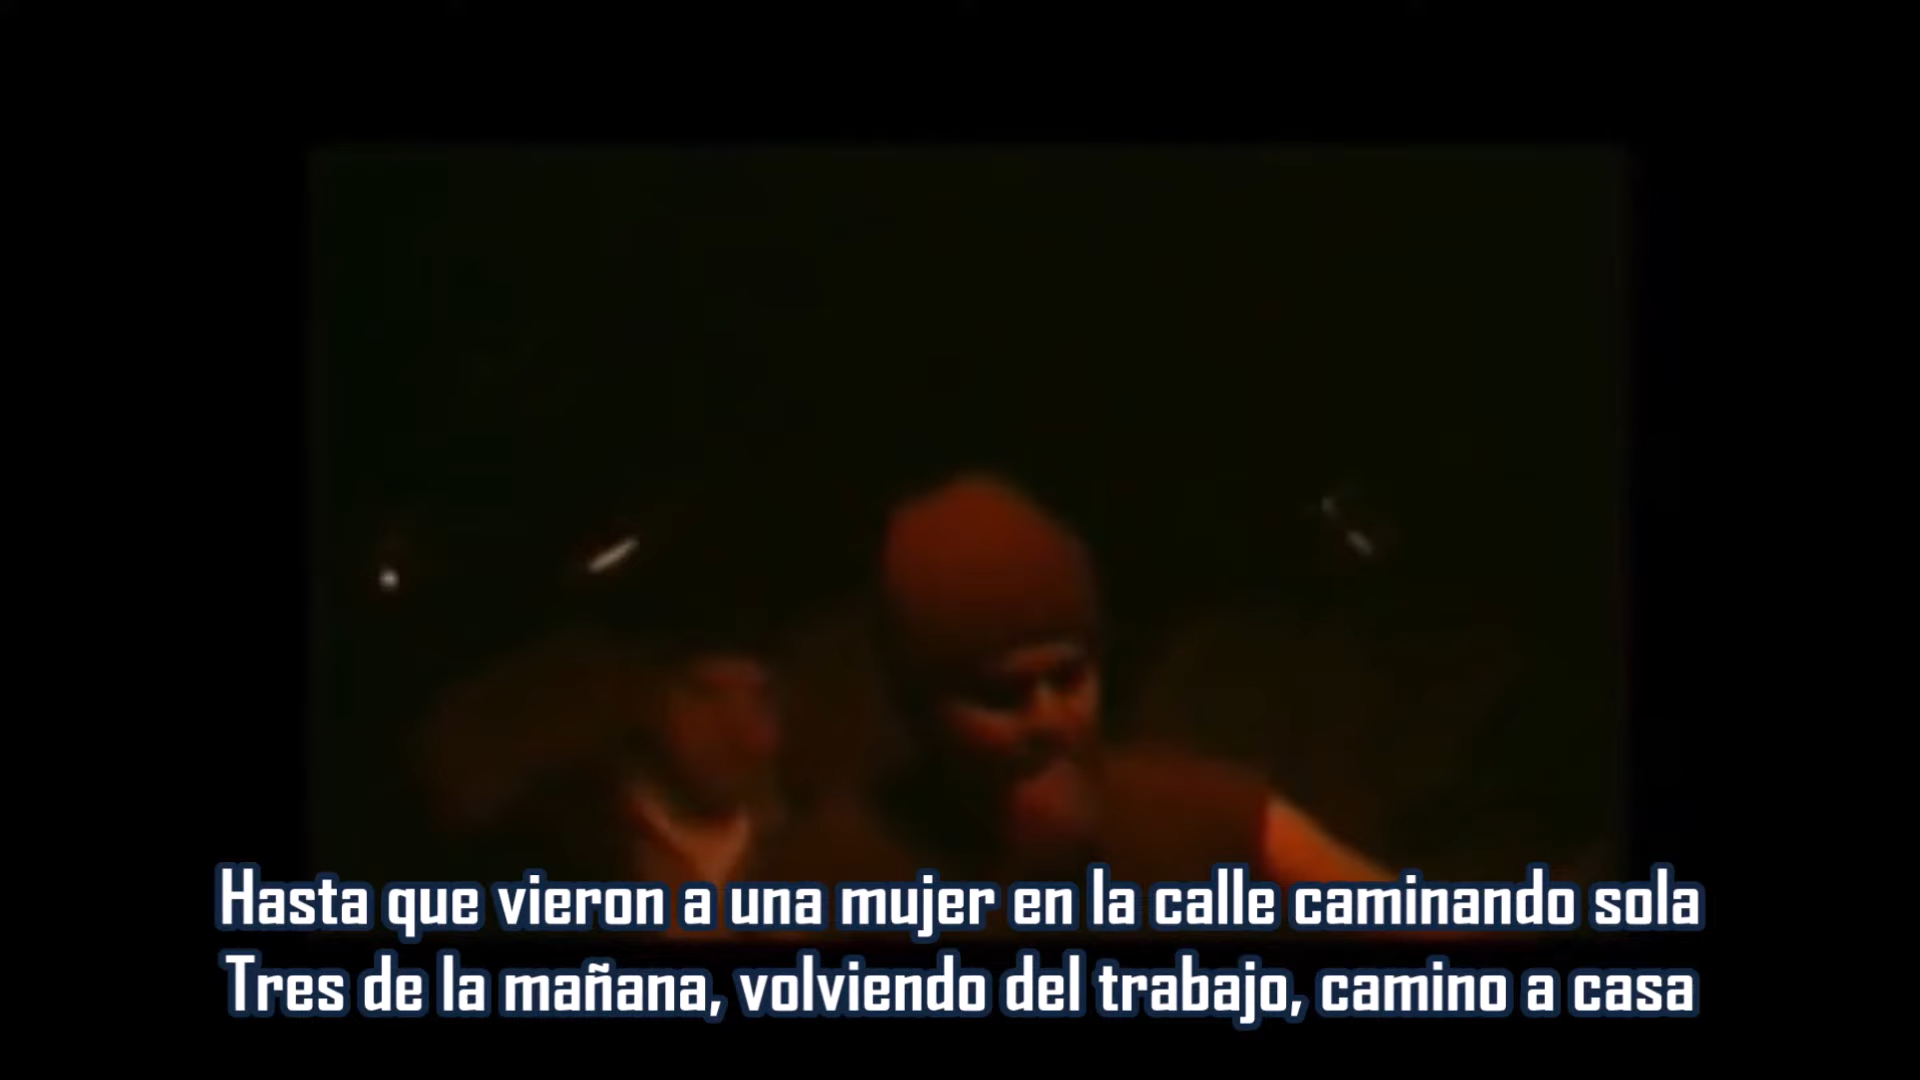 Hasta que vieron a una mujer en la calle caminando sola
Tres de la mañana, volviendo del trabajo, camino a casa